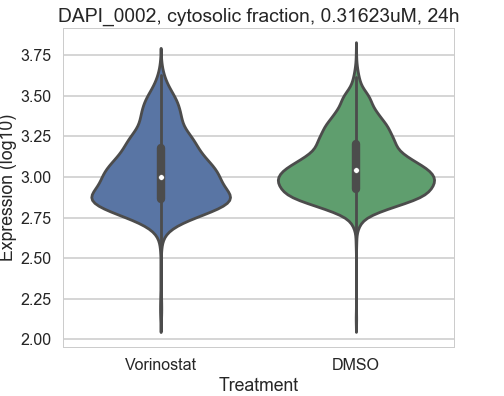 DAPI_0002, cytosolic fraction, 0.31623uM, 24h
Expression (log10)
3.75
3.50
3.25
3.00
2.75
2.50
2.25
2.00
Vorinostat DMSO
Treatment